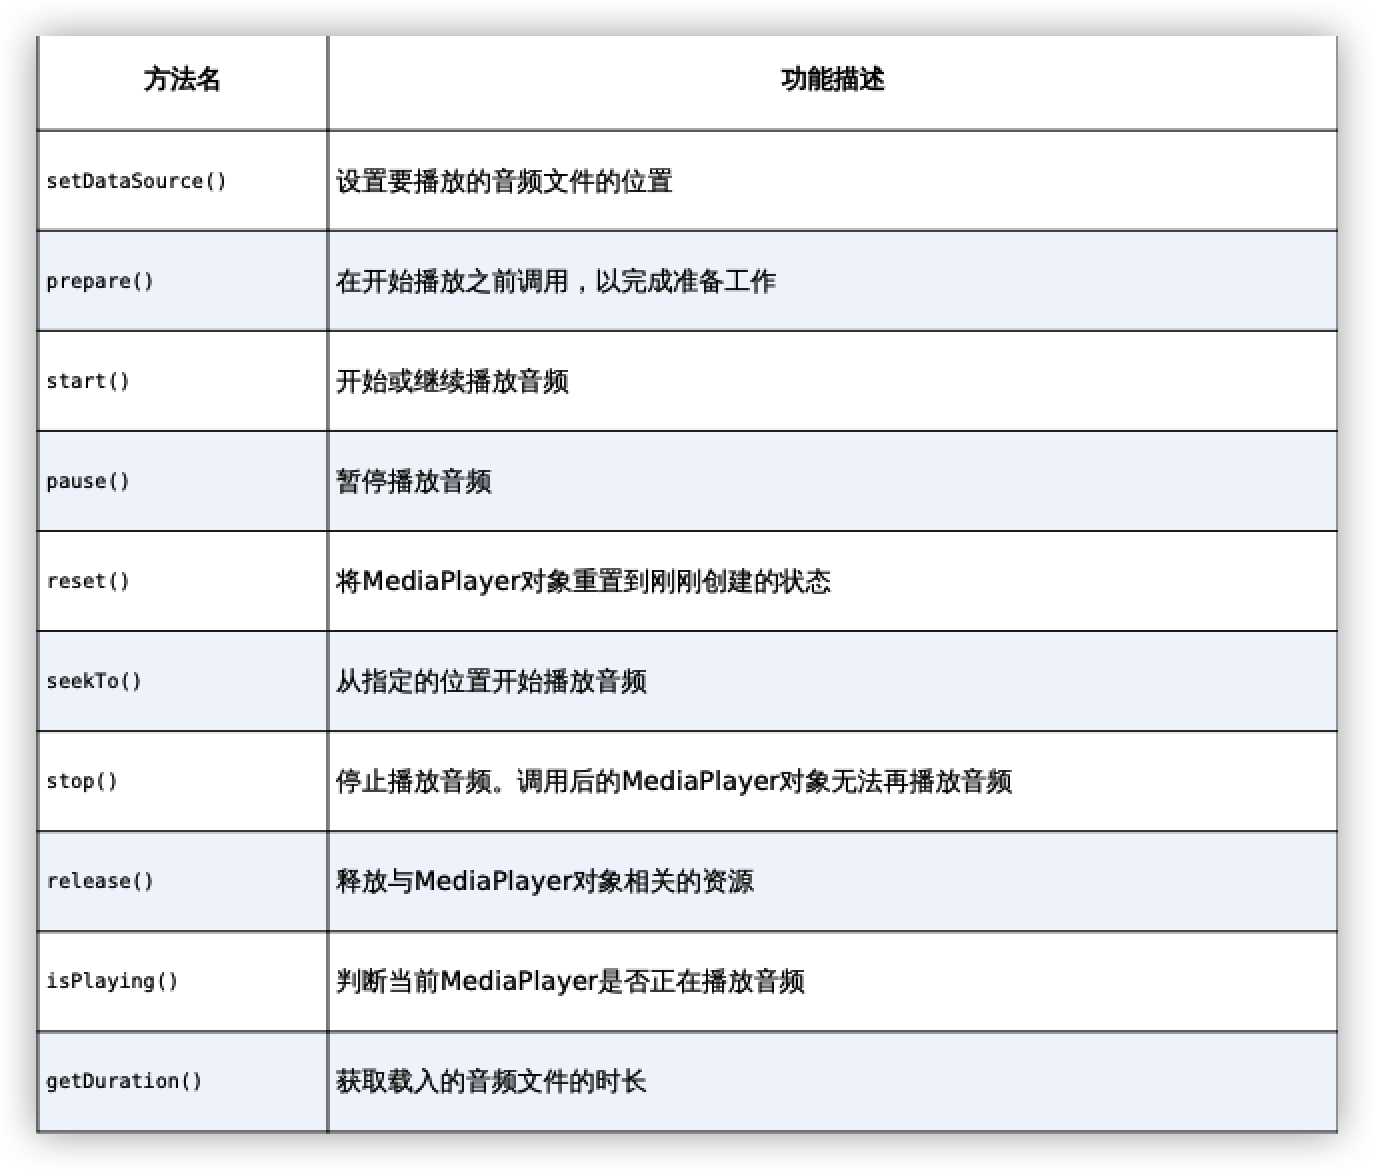 方法名 功能描述
setDataSource() 设置要播放的音频文件的位置
prepare() 在开始播放之前调用，以完成准备工作
start() 开始或继续播放音频
pause() 暂停播放音频
reset() 将MediaPlayer对象重置到刚刚创建的状态
seekTo() 从指定的位置开始播放音频
stop() 停止播放音频。调用后的MediaPlayer对象无法再播放音频
release() 释放与MediaPlayer对象相关的资源
isPlaying() 判断当前MediaPlayer是否正在播放音频
getDuration() 获取载入的音频文件的时长